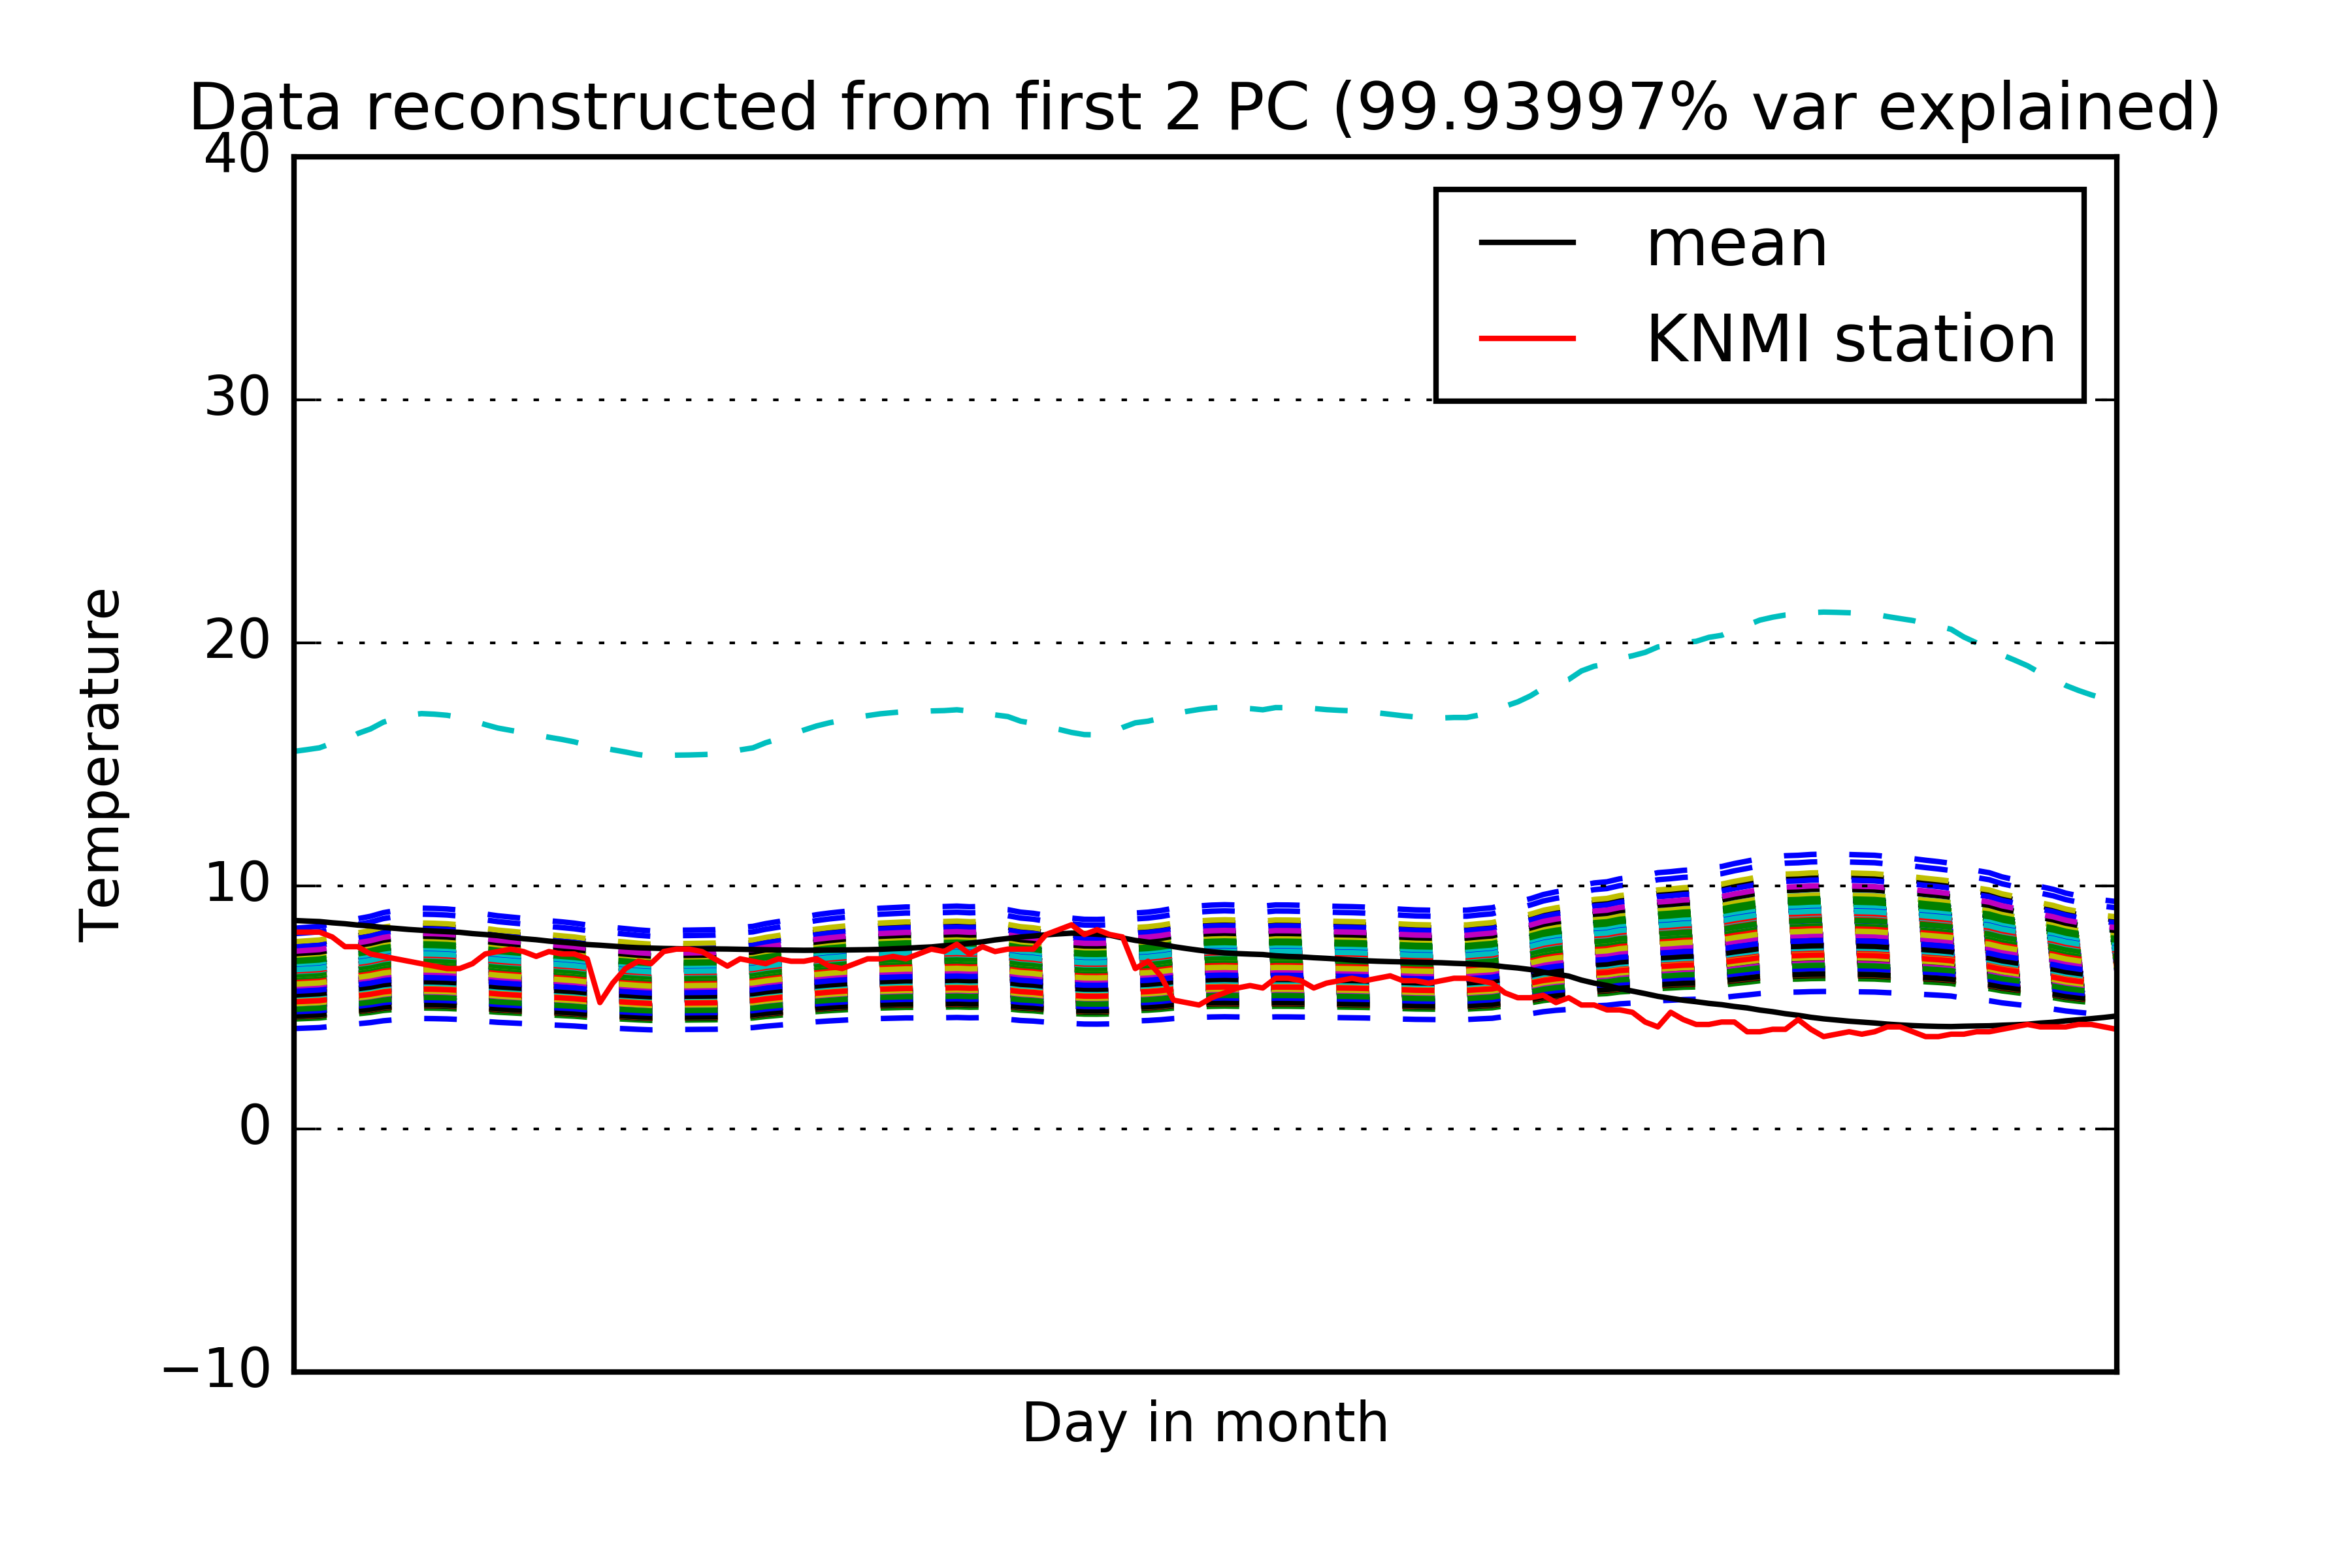 Data reconstructed from first 2 PC (99.93997% var explained)
40
30
20
10
0
−10
Temperature
mean
KNMI station
Day in month